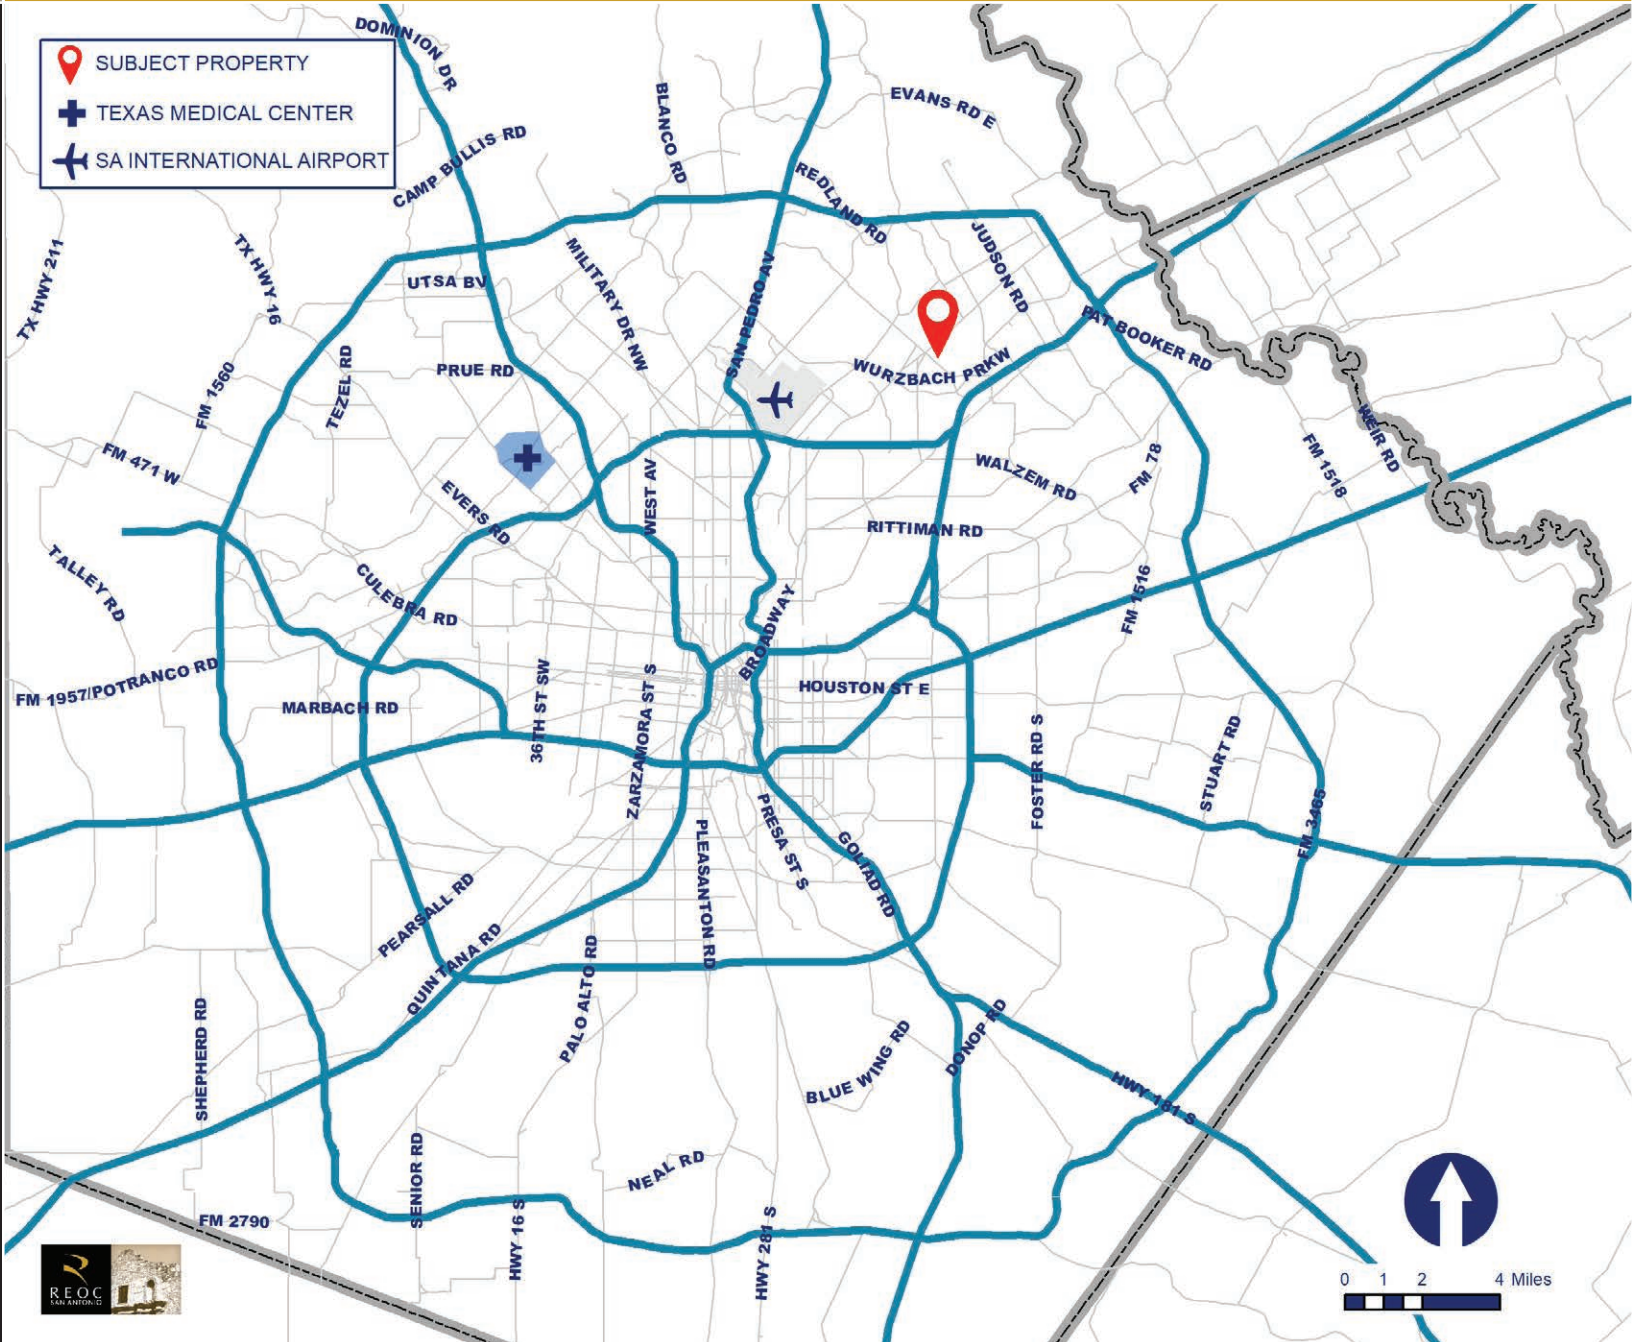 DOMINION DR
SUBJECT PROPERTY
TEXAS MEDICAL CENTER
SA INTERNATIONAL AIRPORT
BLANCO RD
EVANS RD E
CAMP BULLIS RD
REDLAND RD
TX HWY 211
TX HWY 16
MILITARY DR NW
JUDSON RD
UTSA BV
SAN PEDRO AV
PAT BOOKER RD
PRUE RD
WURZBACH PRKW
TEZEL RD
FM 1560
WEIR RD
FM 471 W
FM 1518
FM 78
WALZEM RD
EVERS RD
WEST AV
RITTIMAN RD
TALLEY RD
CULEBRA RD
FM 1516
BROADWAY
FM 1957/POTRANCO RD
HOUSTON ST E
MARBACH RD
36TH ST SW
ZARZAMORA ST S
FOSTER RD S
STUART RD
FM 3465
PRESA ST S
PLEASANTON RD
GOLIAD RD
PEARSALL RD
QUINTANA RD
PALO ALTO RD
SHEPHERD RD
BLUE WING RD
DONOP RD
HWY 181 S
SENIOR RD
NEAL RD
FM 2790
HWY 16 S
HWY 281 S
REOC
SAN ANTONIO
0 1 2 4 Miles